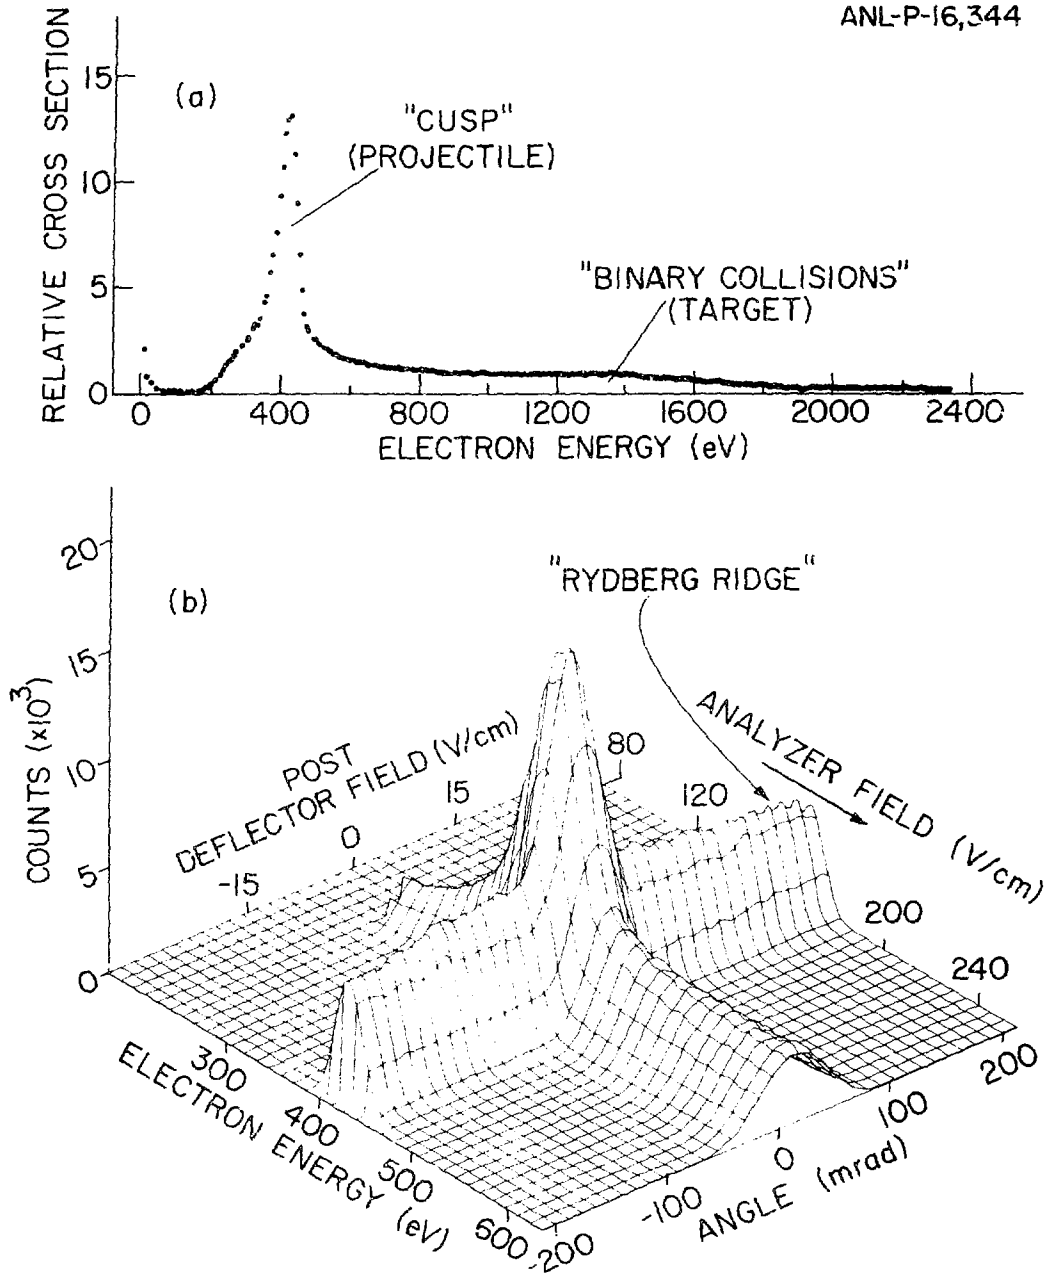 ANL-P-16,344
RELATIVE CROSS SECTION
15
10
5
0
(a)
"CUSP"
(PROJECTILE)
"BINARY COLLISIONS"
(TARGET)
0 400 800 1200 1600 2000 2400
ELECTRON ENERGY (eV)
(b)
COUNTS (x10³)
20
15
10
5
0
"RYDBERG RIDGE"
POST
DEFLECTOR FIELD (V/cm)
-15 0 15
ANALYZER FIELD (V/cm)
80 120 200 240
300 400 500 600
ELECTRON ENERGY (eV)
-200 -100 0 100 200
ANGLE (mrad)